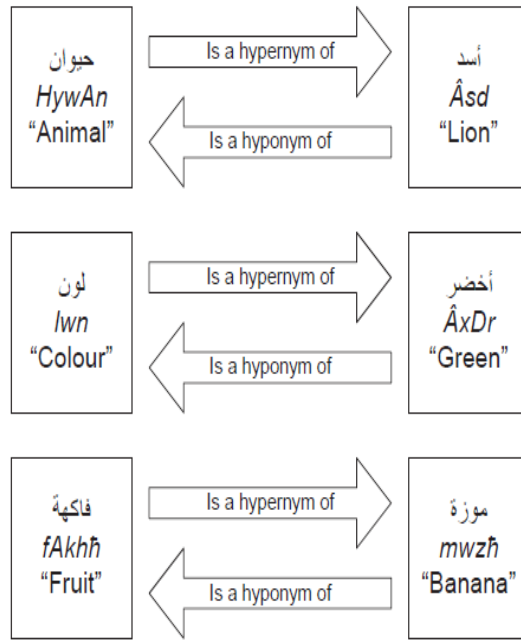 حيوان
HywAn
“Animal”
Is a hypernym of
Is a hyponym of
أسد
Âsd
“Lion”
لون
lwn
“Colour”
Is a hypernym of
Is a hyponym of
أخضر
ÂxDr
“Green”
فاكهة
fAkhħ
“Fruit”
Is a hypernym of
Is a hyponym of
موزة
mwzħ
“Banana”